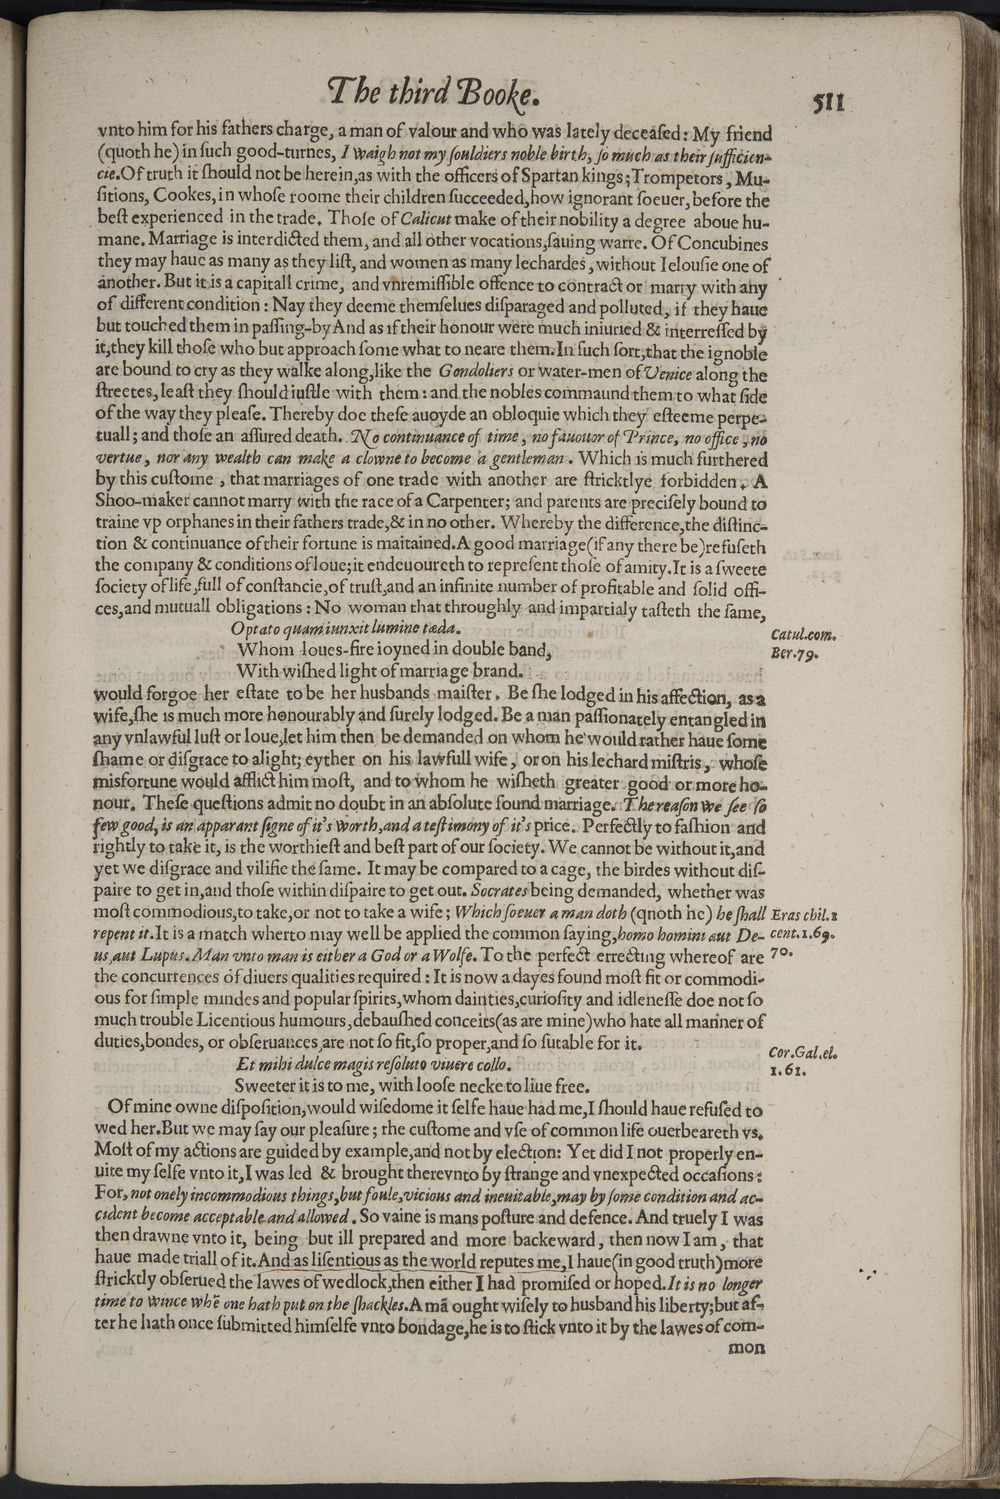 The third Booke.
511
vnto him for his fathers charge, a man of valour and who was lately deceaſed: My friend
(quoth he) in ſuch good-turnes, I waigh not my ſouldiers noble birth, ſo much as their ſufficien-
cie.Of truth it ſhould not be herein,as with the officers of Spartan kings;Trompetors, Mu-
ſitions, Cookes,in whoſe roome their children ſucceeded,how ignorant ſoeuer, before the
beſt experienced in the trade. Thoſe of Calicut make of their nobility a degree aboue hu-
mane. Marriage is interdicted them, and all other vocations,ſauing warre. Of Concubines
they may haue as many as they liſt, and women as many lechardes, without Ielouſie one of
another. But it is a capitall crime, and vnremiſſible offence to contract or marry with any
of different condition: Nay they deeme themſelues diſparaged and polluted, if they haue
but touched them in paſſing-by And as if their honour were much iniuried & interreſſed by
it,they kill thoſe who but approach ſome what to neare them.In ſuch ſort,that the ignoble
are bound to cry as they walke along,like the Gondoliers or water-men of Venice along the
ſtreetes, leaſt they ſhould iuſtle with them: and the nobles commaund them to what ſide
of the way they pleaſe. Thereby doe theſe auoyde an obloquie which they eſteeme perpe-
tuall; and thoſe an aſſured death. No continuance of time, no fauouor of Prince, no office, no
vertue, nor any wealth can make a clowne to become a gentleman. Which is much furthered
by this cuſtome, that marriages of one trade with another are ſtricktlye forbidden. A
Shoo-maker cannot marry with the race of a Carpenter; and parents are preciſely bound to
traine vp orphanes in their fathers trade,& in no other. Whereby the difference,the diſtinc-
tion & continuance of their fortune is maitained.A good marriage(if any there be)refuſeth
the company & conditions of loue;it endeuoureth to repreſent thoſe of amity.It is a ſweete
ſociety of life,full of conſtancie,of truſt,and an infinite number of profitable and ſolid offi-
ces,and mutuall obligations: No woman that throughly and impartialy taſteth the ſame,
Optato quam iunxit lumine tæda.
Catul.com.
Whom loues-fire ioyned in double band,
Ber.79.
With wiſhed light of marriage brand.
would forgoe her eſtate to be her husbands maiſter. Be ſhe lodged in his affection, as a
wife,ſhe is much more honourably and ſurely lodged. Be a man paſſionately entangled in
any vnlawful luſt or loue,let him then be demanded on whom he would rather haue ſome
ſhame or diſgrace to alight; eyther on his lawfull wife, or on his lechard miſtris, whoſe
misfortune would afflict him moſt, and to whom he wiſheth greater good or more ho-
nour. Theſe queſtions admit no doubt in an abſolute ſound marriage. The reaſon we ſee ſo
few good, is an apparant ſigne of it's worth,and a teſtimony of it's price. Perfectly to faſhion and
rightly to take it, is the worthieſt and beſt part of our ſociety. We cannot be without it,and
yet we diſgrace and vilifie the ſame. It may be compared to a cage, the birdes without diſ-
paire to get in,and thoſe within diſpaire to get out. Socrates being demanded, whether was
moſt commodious,to take,or not to take a wife; Which ſoeuer a man doth (qnoth he) he ſhall
Eras chil.1
repent it.It is a match wherto may well be applied the common ſaying,homo homini aut De-
cent.1.69.
us,aut Lupus.Man vnto man is either a God or a Wolfe. To the perfect errecting whereof are
70.
the concurrences of diuers qualities required: It is now a dayes found moſt fit or commodi-
ous for ſimple mindes and popular ſpirits,whom dainties,curioſity and idleneſſe doe not ſo
much trouble Licentious humours,debauſhed conceits(as are mine)who hate all manner of
duties,bondes, or obſeruances,are not ſo fit,ſo proper,and ſo ſutable for it.
Cor.Gal.el.
Et mihi dulce magis reſoluto viuere collo.
1.61.
Sweeter it is to me, with looſe necke to liue free.
Of mine owne diſpoſition,would wiſedome it ſelfe haue had me,I ſhould haue refuſed to
wed her.But we may ſay our pleaſure; rhe cuſtome and vſe of common life ouerbeareth vs.
Moſt of my actions are guided by example,and not by election: Yet did I not properly en-
uite my ſelfe vnto it,I was led & brought therevnto by ſtrange and vnexpected occaſions:
For, not onely incommodious things,but foule,vicious and ineuitable,may by ſome condition and ac-
cident become acceptable and allowed. So vaine is mans poſture and defence. And truely I was
then drawne vnto it, being but ill prepared and more backeward, then now I am, that
haue made triall of it.And as liſentious as the world reputes me,I haue(in good truth)more
ſtricktly obſerued the lawes of wedlock,then either I had promiſed or hoped.It is no longer
time to wince whē one hath put on the ſhackles.A mā ought wiſely to husband his liberty;but af-
ter he hath once ſubmitted himſelfe vnto bondage,he is to ſtick vnto it by the lawes of com-
mon